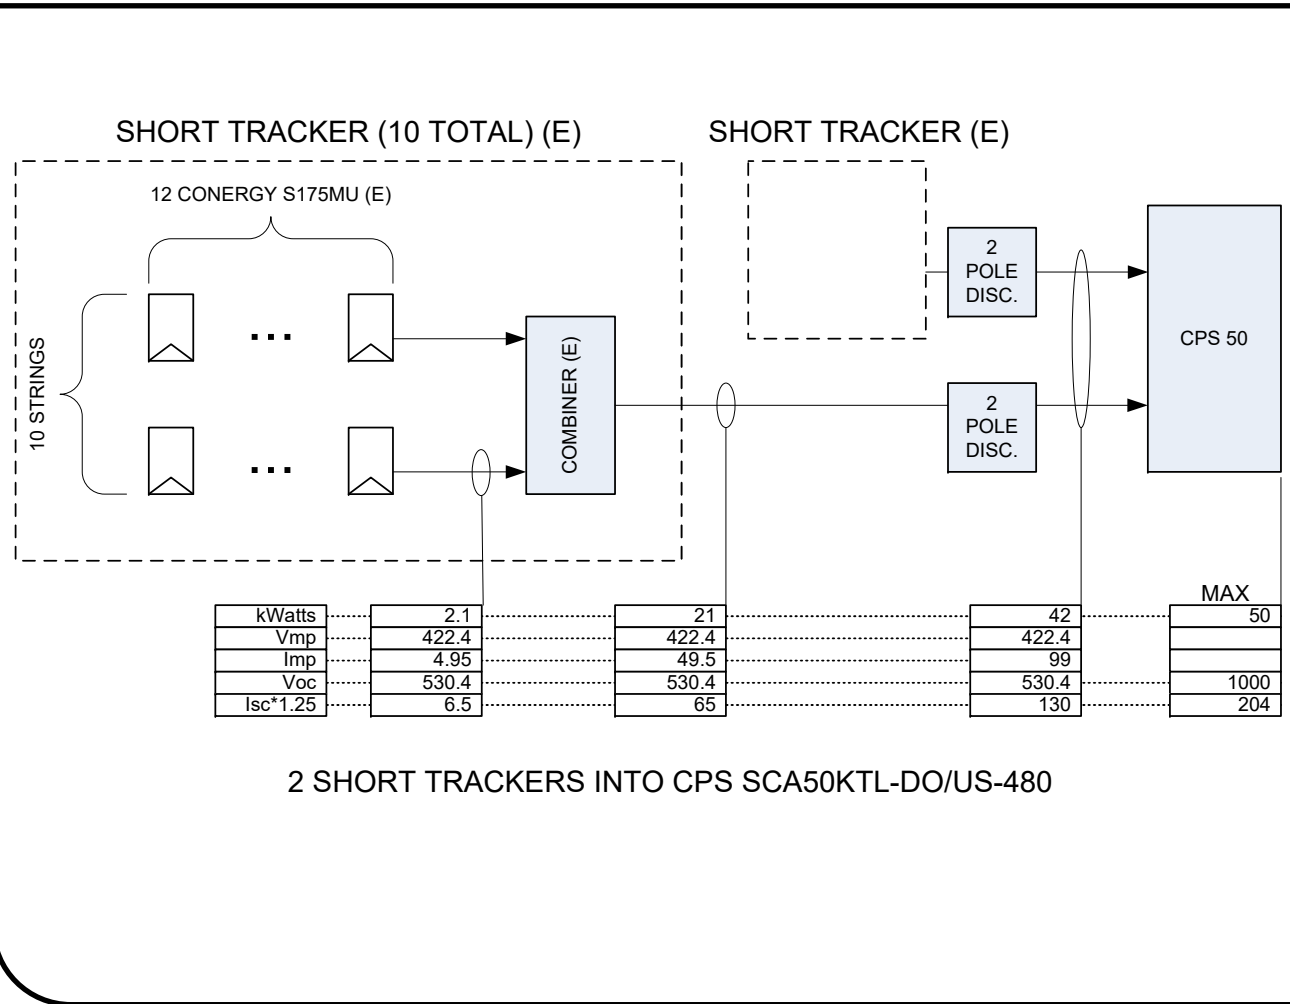 SHORT TRACKER (10 TOTAL) (E)
SHORT TRACKER (E)
12 CONERGY S175MU (E)
10 STRINGS
...
...
COMBINER (E)
2
POLE
DISC.
2
POLE
DISC.
CPS 50
MAX
kWatts 2.1 21 42 50
Vmp 422.4 422.4 422.4
Imp 4.95 49.5 99
Voc 530.4 530.4 530.4 1000
Isc*1.25 6.5 65 130 204
2 SHORT TRACKERS INTO CPS SCA50KTL-DO/US-480